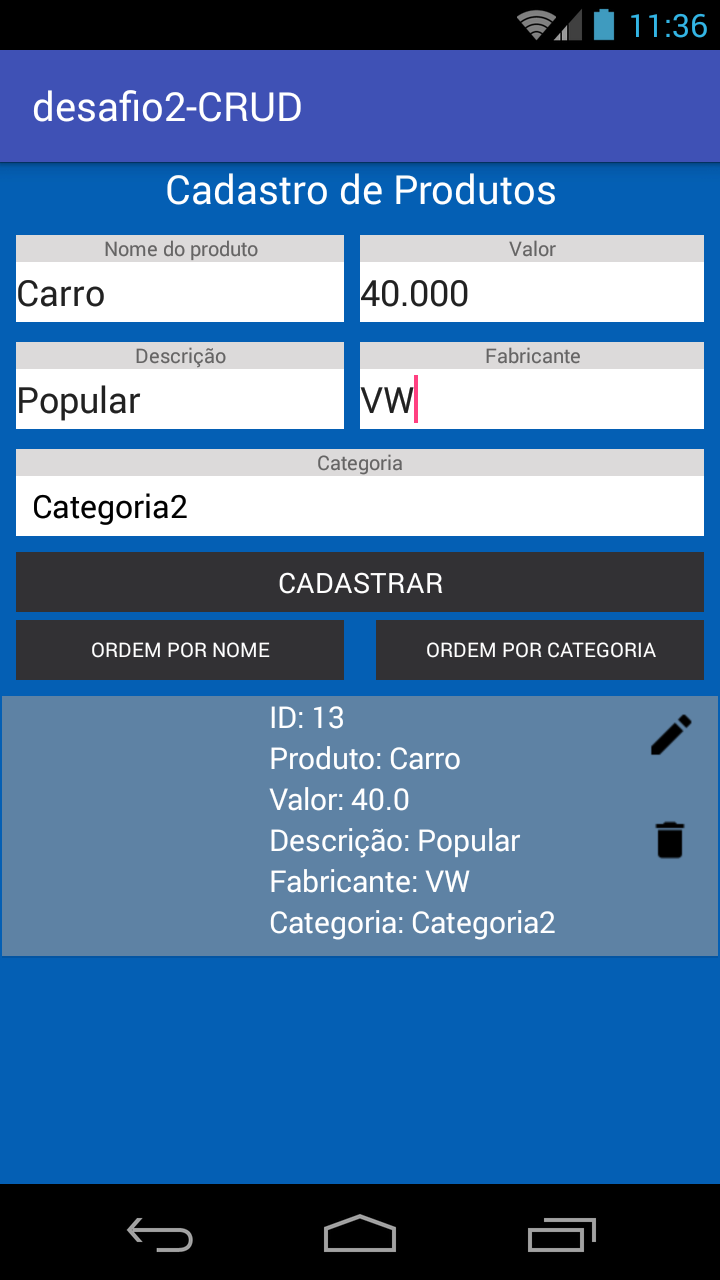 11:36
desafio2-CRUD
Cadastro de Produtos
Nome do produto
Valor
Carro
40.000
Descrição
Fabricante
Popular
VW
Categoria
Categoria2
CADASTRAR
ORDEM POR NOME
ORDEM POR CATEGORIA
ID: 13
Produto: Carro
Valor: 40.0
Descrição: Popular
Fabricante: VW
Categoria: Categoria2